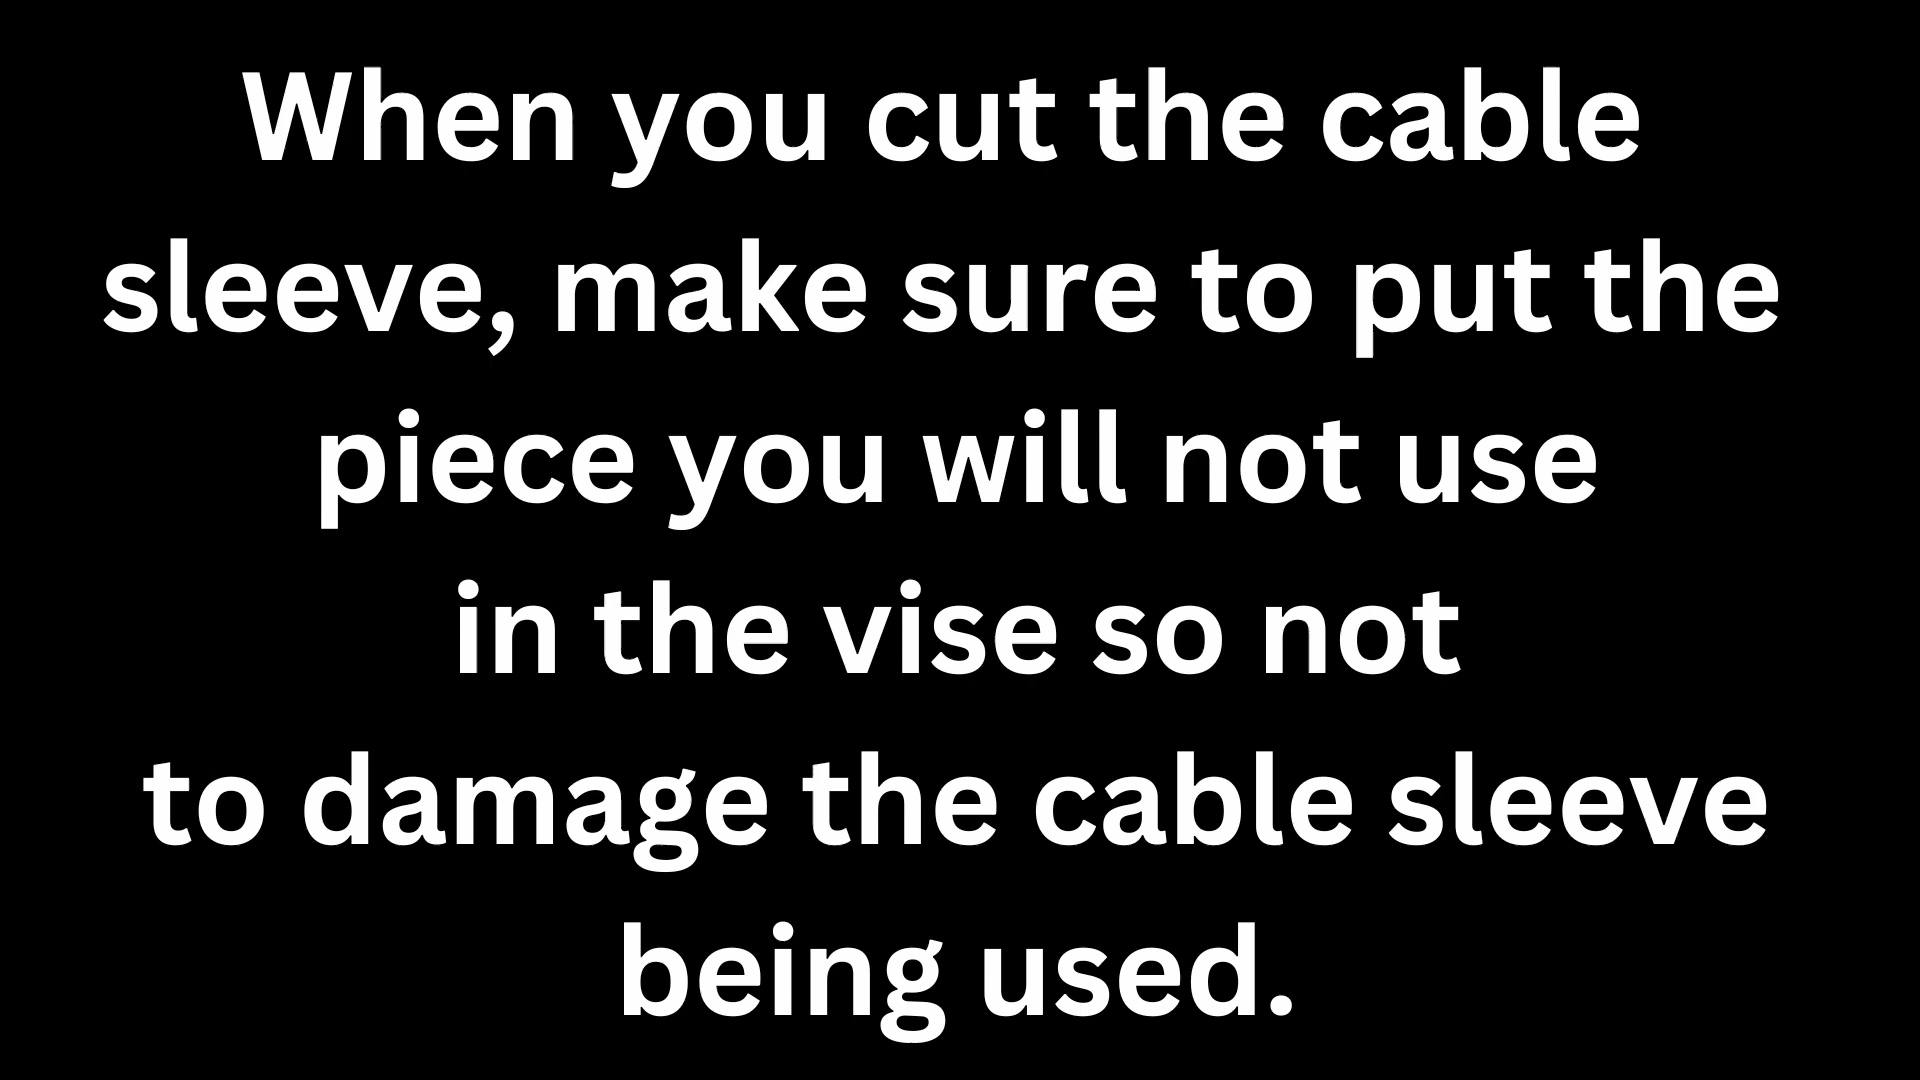 When you cut the cable
sleeve, make sure to put the
piece you will not use
in the vise so not
to damage the cable sleeve
being used.